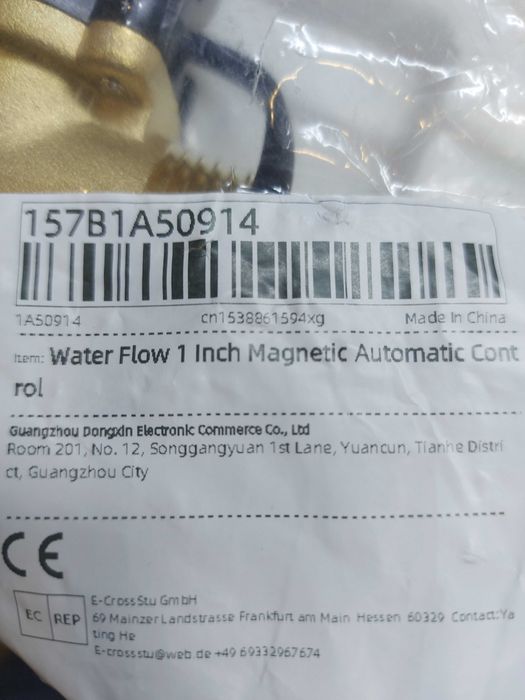 157B1A50914
1A50914 cn1538861594xg Made In China
Item: Water Flow 1 Inch Magnetic Automatic Cont
rol
Guangzhou Dongxin Electronic Commerce Co., Ltd
Room 201, No. 12, Songgangyuan 1st Lane, Yuancun, Tianhe Distri
ct, Guangzhou City
CE
EC REP
E-CrossStu GmbH
69 Mainzer Landstrasse Frankfurt am Main Hessen 60329 Contact:Ya
ting He
E-crossstu@web.de +49 69332967674